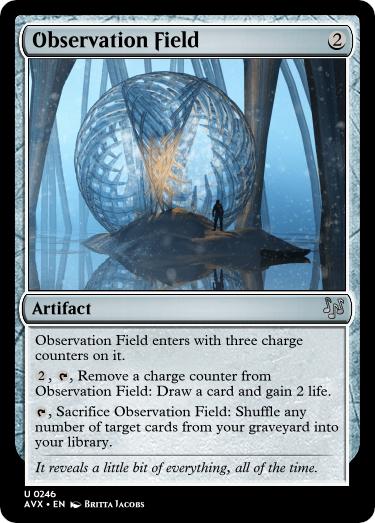 Observation Field 2
Artifact
Observation Field enters with three charge
counters on it.
2, , Remove a charge counter from
Observation Field: Draw a card and gain 2 life.
, Sacrifice Observation Field: Shuffle any
number of target cards from your graveyard into
your library.
It reveals a little bit of everything, all of the time.
U 0246
AVX • EN Britta Jacobs